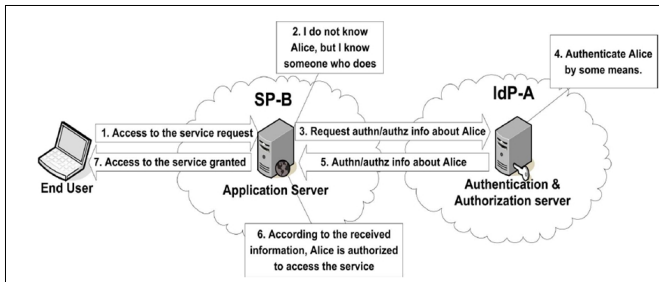 2. I do not know
Alice, but I know
someone who does
4. Authenticate Alice
by some means.
SP-B
IdP-A
1. Access to the service request
3. Request authn/authz info about Alice
7. Access to the service granted
5. Authn/authz info about Alice
End User
Application Server
Authentication &
Authorization server
6. According to the received
information, Alice is authorized
to access the service